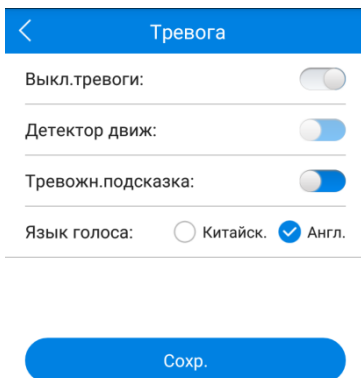 Тревога
Выкл.тревоги:
Детектор движ:
Тревожн.подсказка:
Язык голоса: Китайск. Англ.
Сохр.